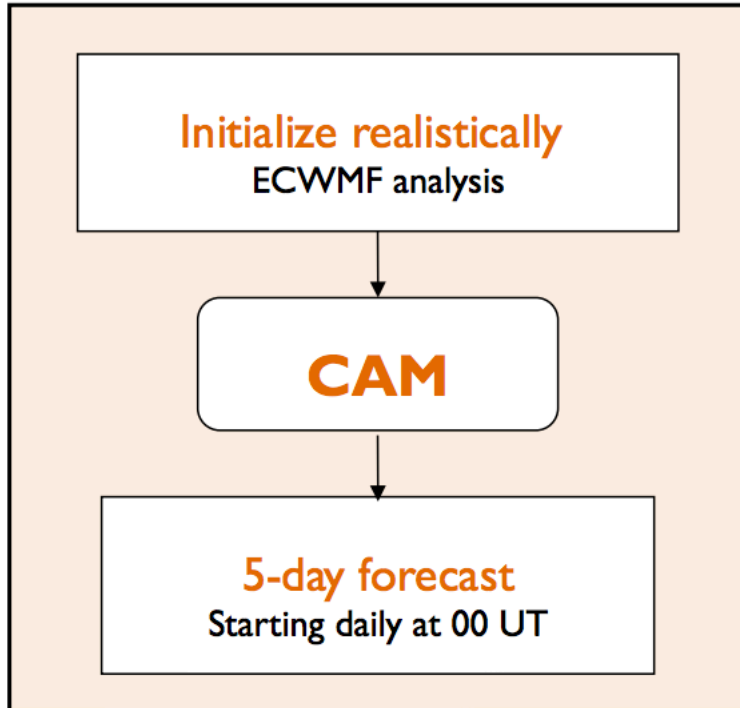 Initialize realistically
ECWMF analysis
CAM
5-day forecast
Starting daily at 00 UT